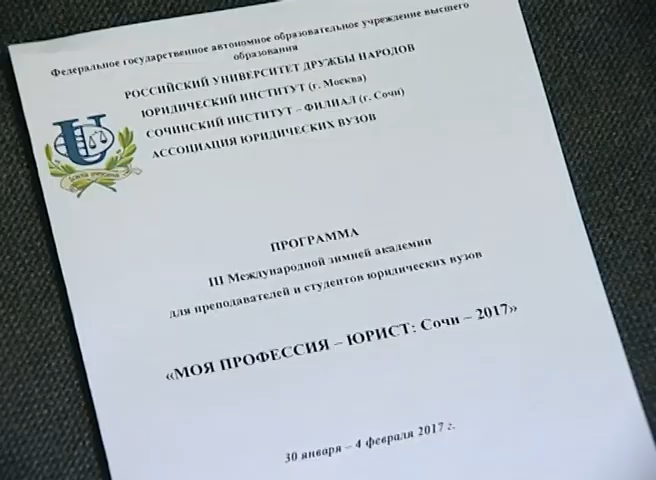 Федеральное государственное автономное образовательное учреждение высшего
образования
РОССИЙСКИЙ УНИВЕРСИТЕТ ДРУЖБЫ НАРОДОВ
ЮРИДИЧЕСКИЙ ИНСТИТУТ (г. Москва)
СОЧИНСКИЙ ИНСТИТУТ – ФИЛИАЛ (г. Сочи)
АССОЦИАЦИЯ ЮРИДИЧЕСКИХ ВУЗОВ
ПРОГРАММА
III Международной зимней академии
для преподавателей и студентов юридических вузов
«МОЯ ПРОФЕССИЯ – ЮРИСТ: Сочи – 2017»
30 января – 4 февраля 2017 г.